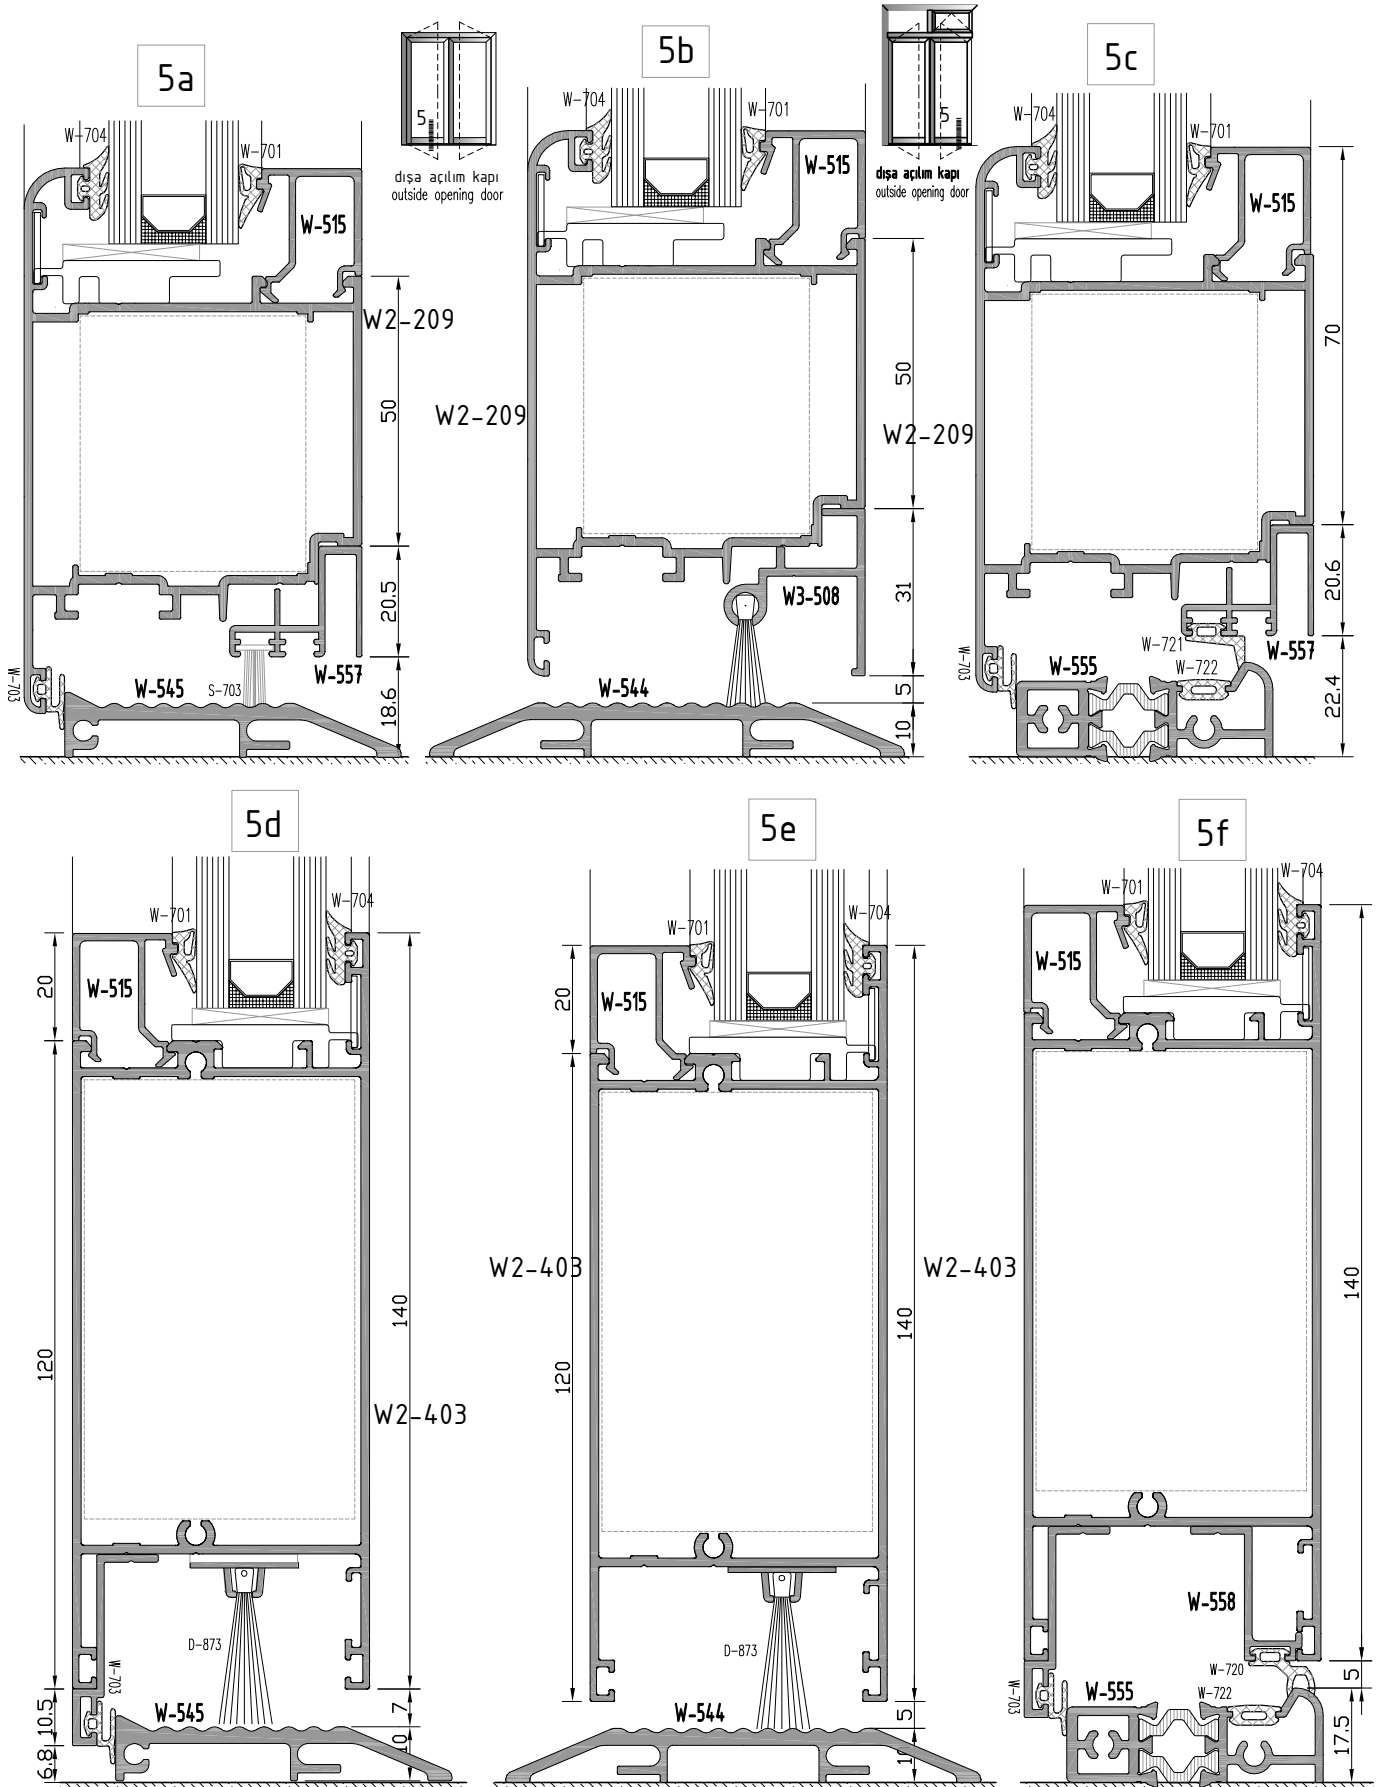 5a
5b
5c
5
5
dışa açılım kapı
outside opening door
dışa açılım kapı
outside opening door
W-704
W-701
W-515
W2-209
50
20.5
18.6
W-703
W-545
S-703
W-557
W-704
W-701
W-515
W2-209
50
31
5
10
W3-508
W-544
W-704
W-701
W-515
W2-209
70
20.6
22.4
W-703
W-555
W-721
W-722
W-557
5d
5e
5f
W-701
W-704
W-515
20
120
140
W2-403
D-873
W-703
W-545
10.5
6.8
7
10
W-701
W-704
W-515
20
120
140
W2-403
D-873
W-544
5
W-701
W-704
W-515
W2-403
140
W-558
W-720
W-722
W-703
W-555
5
17.5